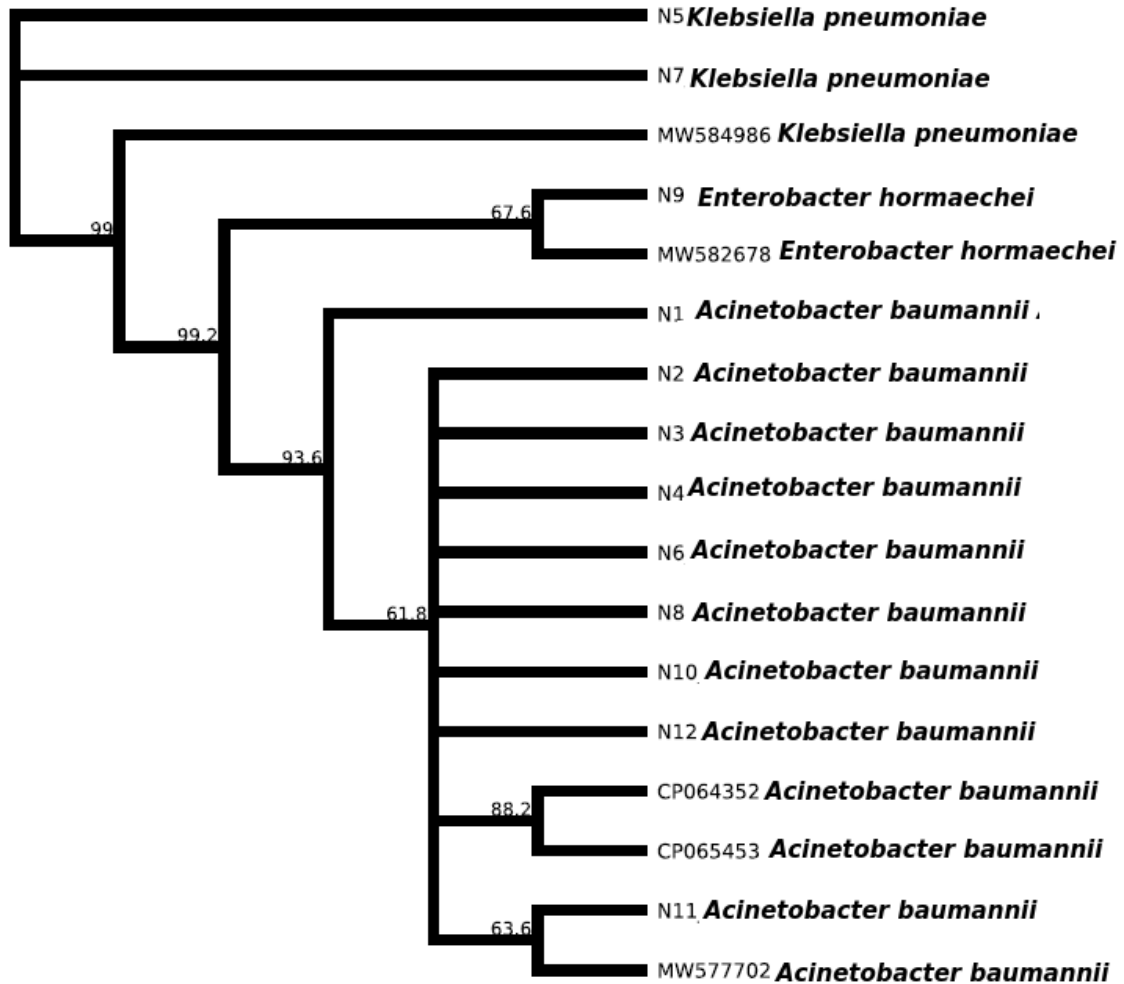 N5 Klebsiella pneumoniae
N7 Klebsiella pneumoniae
MW584986 Klebsiella pneumoniae
N9 Enterobacter hormaechei
67.6
99
MW582678 Enterobacter hormaechei
N1 Acinetobacter baumannii
99.2
N2 Acinetobacter baumannii
N3 Acinetobacter baumannii
93.6
N4 Acinetobacter baumannii
N6 Acinetobacter baumannii
61.8
N8 Acinetobacter baumannii
N10 Acinetobacter baumannii
N12 Acinetobacter baumannii
CP064352 Acinetobacter baumannii
88.2
CP065453 Acinetobacter baumannii
N11 Acinetobacter baumannii
63.6
MW577702 Acinetobacter baumannii